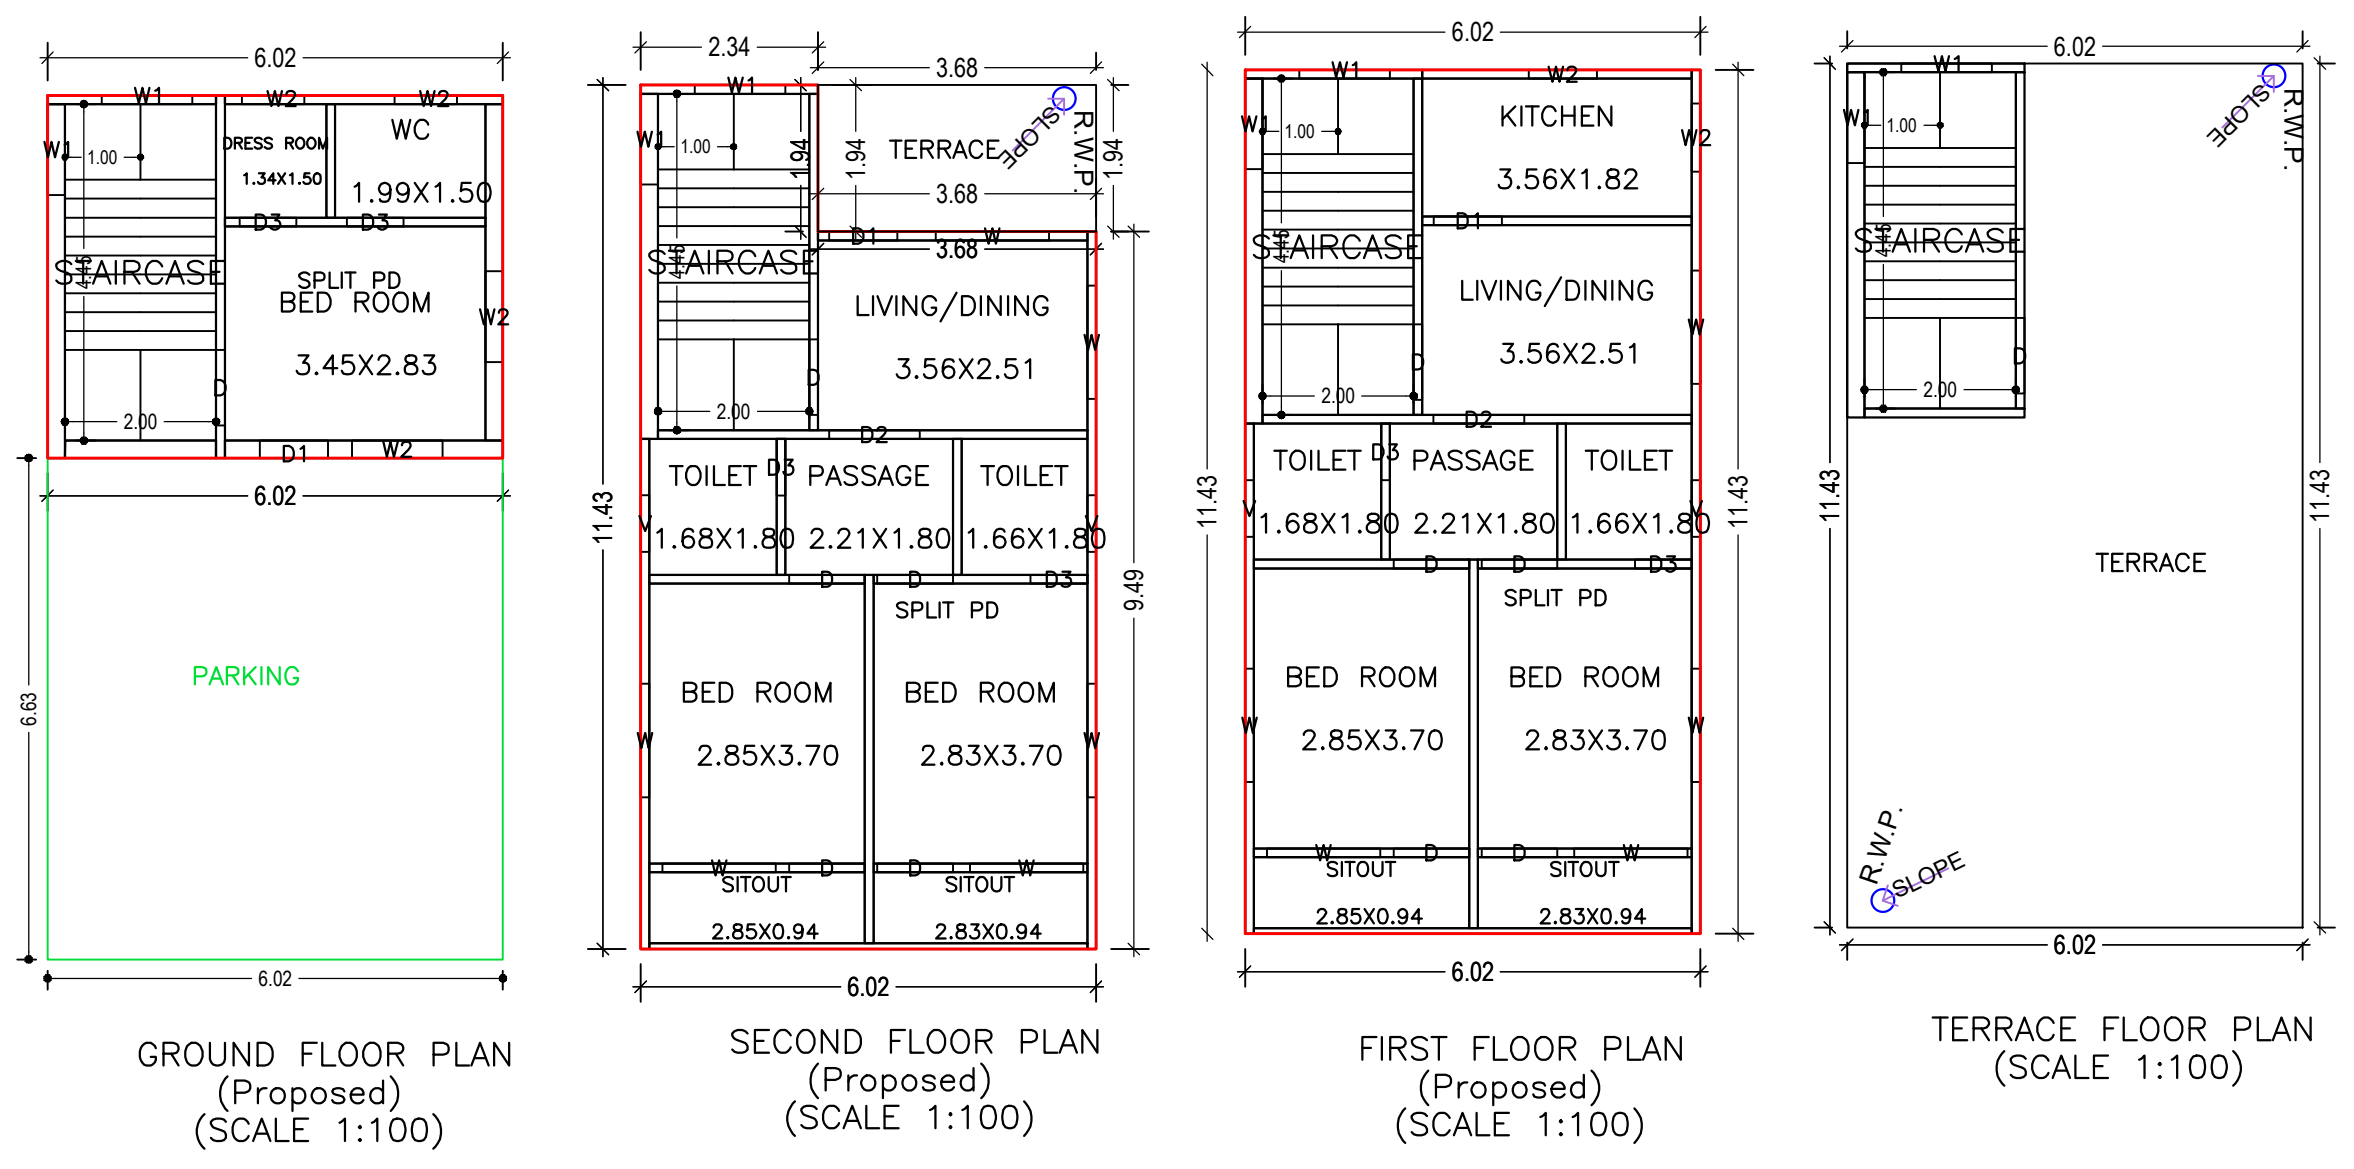 6.02
W1
W2
W2
W1
1.00
DRESS ROOM
1.34X1.50
WC
1.99X1.50
D3
D3
STAIRCASE
4.45
SPLIT PD
BED ROOM
3.45X2.83
W2
D
2.00
D1
W2
6.02
PARKING
6.63
6.02
GROUND FLOOR PLAN
(Proposed)
(SCALE 1:100)
2.34
3.68
W1
W1
1.00
1.94
1.94
TERRACE
SLOPE
R.W.P.
1.94
3.68
D1
W
3.68
STAIRCASE
4.45
LIVING/DINING
3.56X2.51
W
D
2.00
D2
TOILET
1.68X1.80
D3
PASSAGE
2.21X1.80
TOILET
1.66X1.80
V
V
11.43
9.49
D
D
D3
SPLIT PD
BED ROOM
2.85X3.70
BED ROOM
2.83X3.70
W
W
W
D
D
W
SITOUT
2.85X0.94
SITOUT
2.83X0.94
6.02
SECOND FLOOR PLAN
(Proposed)
(SCALE 1:100)
6.02
W1
W2
W1
1.00
KITCHEN
3.56X1.82
W2
D1
STAIRCASE
4.45
LIVING/DINING
3.56X2.51
W
D
2.00
D2
TOILET
1.68X1.80
D3
PASSAGE
2.21X1.80
TOILET
1.66X1.80
V
V
11.43
11.43
D
D
D3
SPLIT PD
BED ROOM
2.85X3.70
BED ROOM
2.83X3.70
W
W
W
D
D
W
SITOUT
2.85X0.94
SITOUT
2.83X0.94
6.02
FIRST FLOOR PLAN
(Proposed)
(SCALE 1:100)
6.02
W1
W1
1.00
SLOPE
R.W.P.
STAIRCASE
4.45
D
2.00
11.43
11.43
TERRACE
R.W.P.
SLOPE
6.02
TERRACE FLOOR PLAN
(SCALE 1:100)